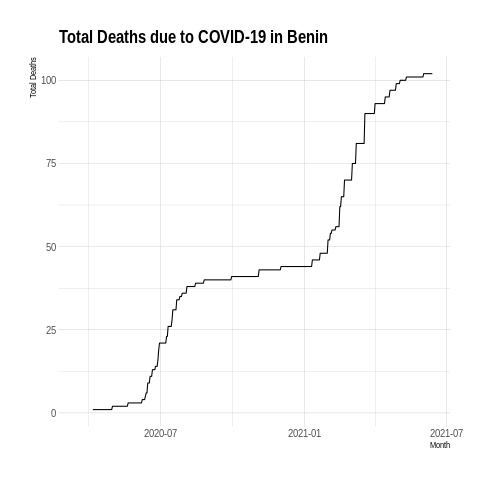 Total Deaths due to COVID-19 in Benin
Total Deaths
100
75
50
25
0
2020-07
2021-01
2021-07
Month